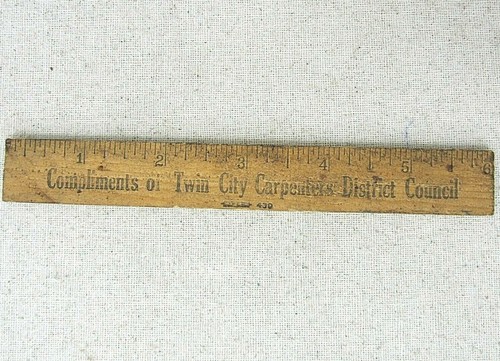 1 2 3 4 5 6
Compliments of Twin City Carpenters District Council
430